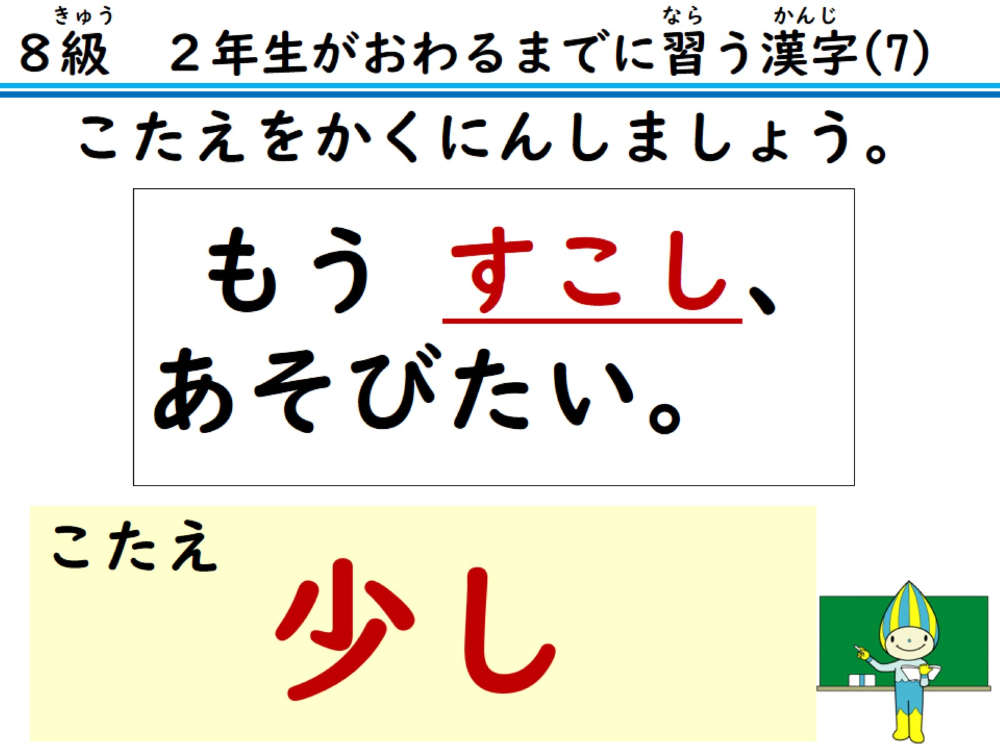 きゅう なら かんじ
８級　２年生がおわるまでに習う漢字(7)
こたえをかくにんしましょう。
もう すこし、
あそびたい。
こたえ
少し